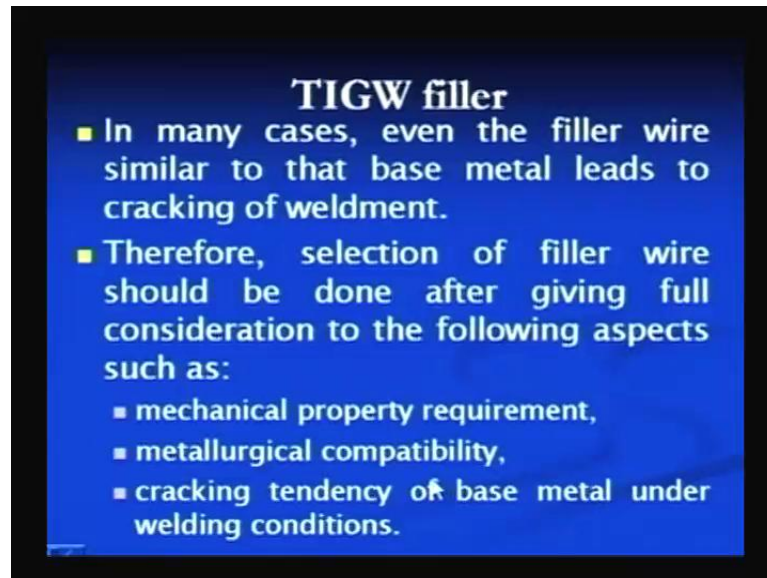 TIGW filler
In many cases, even the filler wire
similar to that base metal leads to
cracking of weldment.
Therefore, selection of filler wire
should be done after giving full
consideration to the following aspects
such as:
mechanical property requirement,
metallurgical compatibility,
cracking tendency of base metal under
welding conditions.